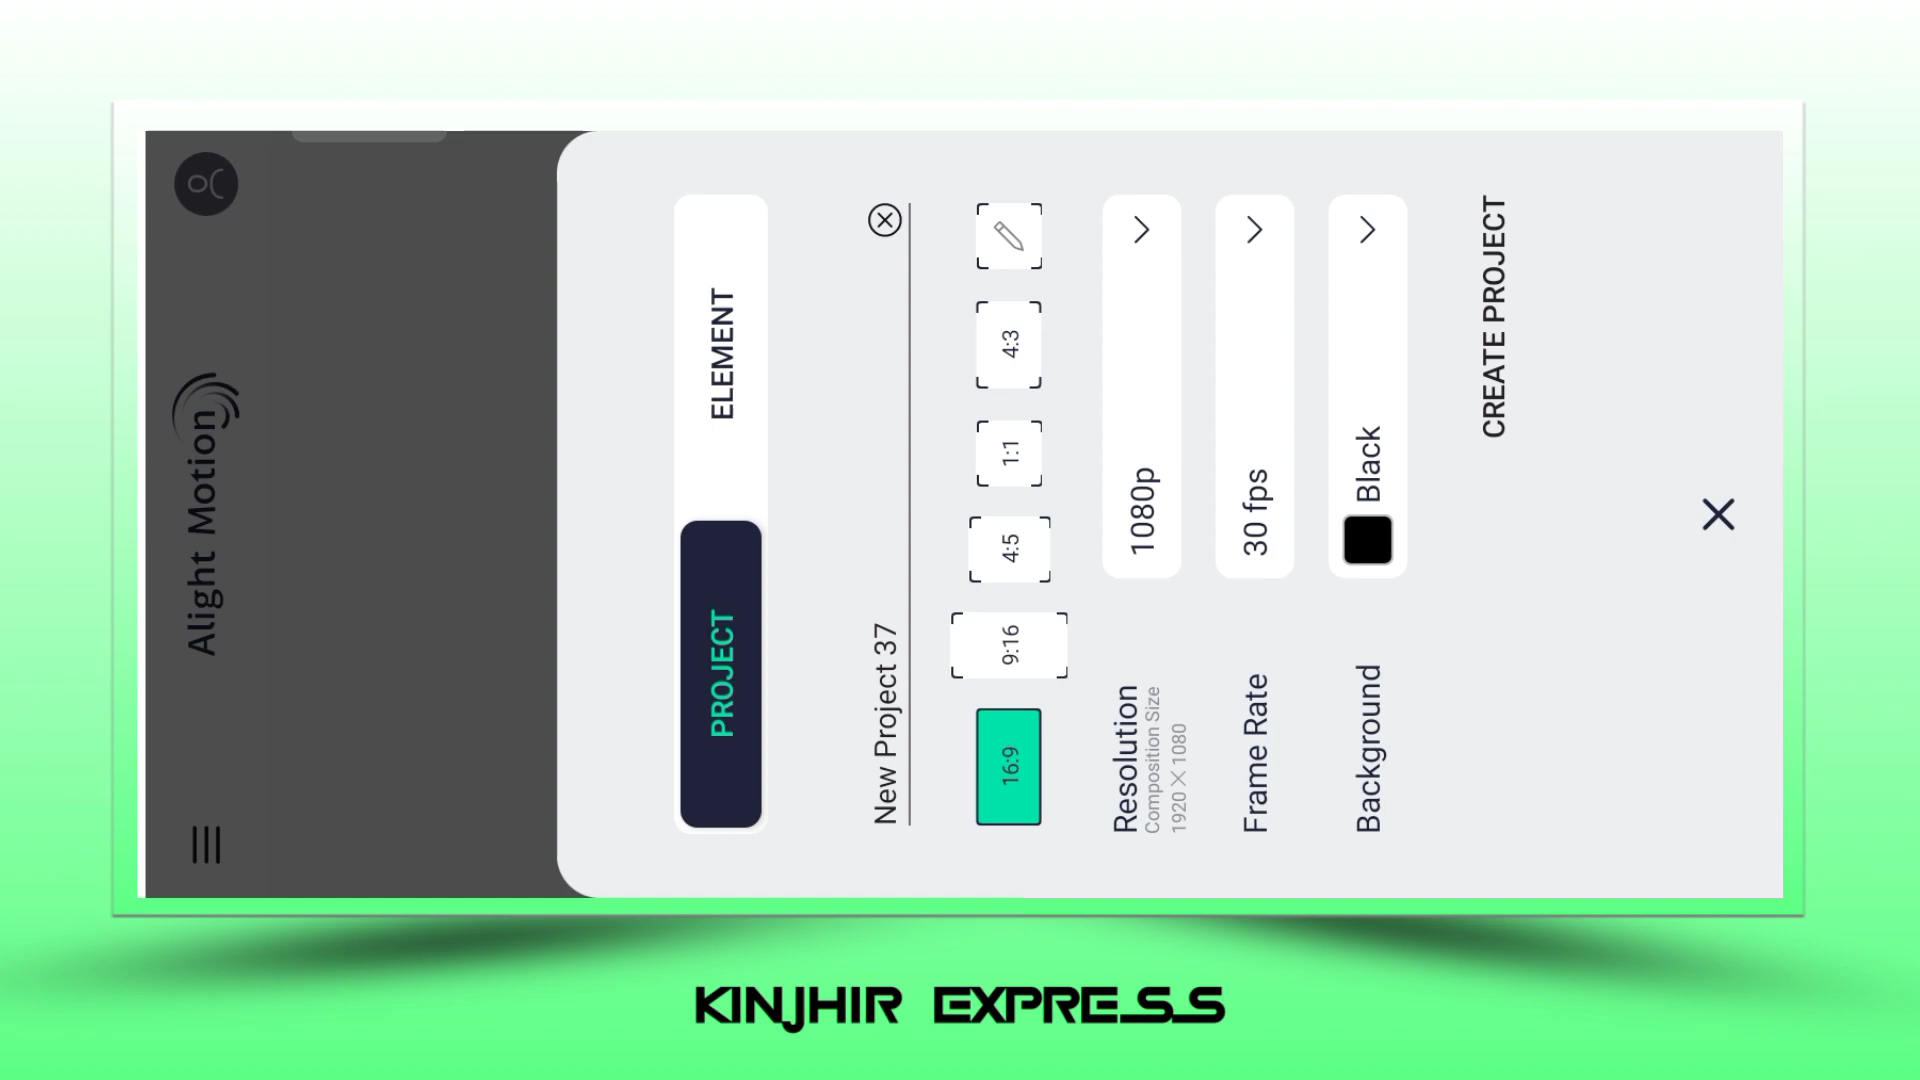 Alight Motion
PROJECT
ELEMENT
New Project 37
16:9
9:16
4:5
1:1
4:3
Resolution
Composition Size
1920 X 1080
1080p
Frame Rate
30 fps
Background
Black
CREATE PROJECT
KINJHIR EXPRESS